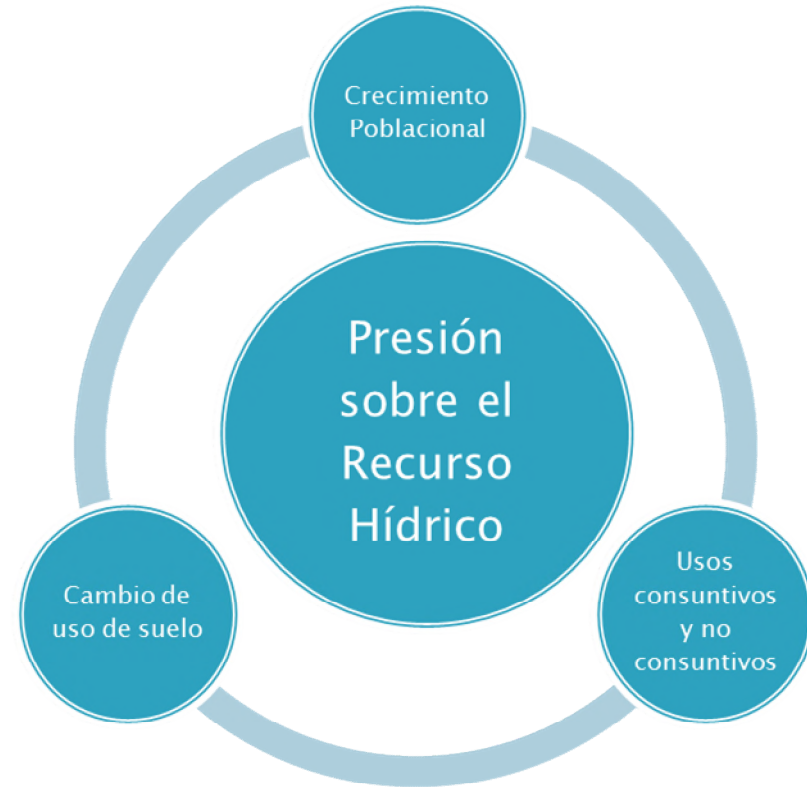 Crecimiento
Poblacional
Presión
sobre el
Recurso
Hídrico
Usos
consuntivos
y no
consuntivos
Cambio de
uso de suelo